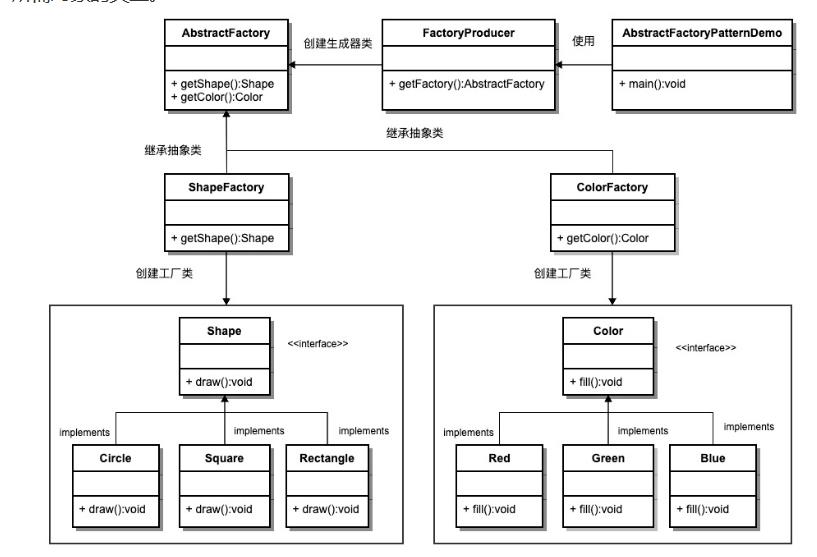 AbstractFactory
+ getShape():Shape
+ getColor():Color
创建生成器类
FactoryProducer
+ getFactory():AbstractFactory
使用
AbstractFactoryPatternDemo
+ main():void
继承抽象类
继承抽象类
ShapeFactory
+ getShape():Shape
ColorFactory
+ getColor():Color
创建工厂类
创建工厂类
Shape
+ draw():void
<<interface>>
Color
+ fill():void
<<interface>>
implements
implements
implements
implements
implements
implements
Circle
+ draw():void
Square
+ draw():void
Rectangle
+ draw():void
Red
+ fill():void
Green
+ fill():void
Blue
+ fill():void